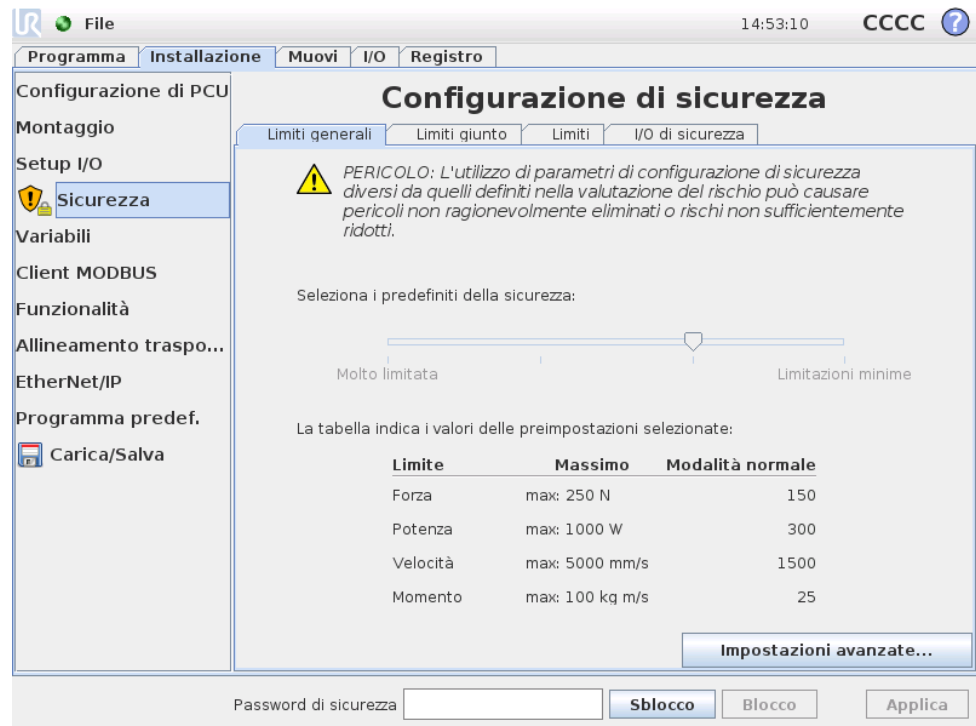 UR File 14:53:10 CCCC ?
Programma Installazione Muovi I/O Registro
Configurazione di PCU
Montaggio
Setup I/O
Sicurezza
Variabili
Client MODBUS
Funzionalità
Allineamento traspo...
EtherNet/IP
Programma predef.
Carica/Salva
Configurazione di sicurezza
Limiti generali Limiti giunto Limiti I/O di sicurezza
PERICOLO: L'utilizzo di parametri di configurazione di sicurezza
diversi da quelli definiti nella valutazione del rischio può causare
pericoli non ragionevolmente eliminati o rischi non sufficientemente
ridotti.
Seleziona i predefiniti della sicurezza:
Molto limitata Limitazioni minime
La tabella indica i valori delle preimpostazioni selezionate:
Limite Massimo Modalità normale
Forza max: 250 N 150
Potenza max: 1000 W 300
Velocità max: 5000 mm/s 1500
Momento max: 100 kg m/s 25
Impostazioni avanzate...
Password di sicurezza Sblocco Blocco Applica